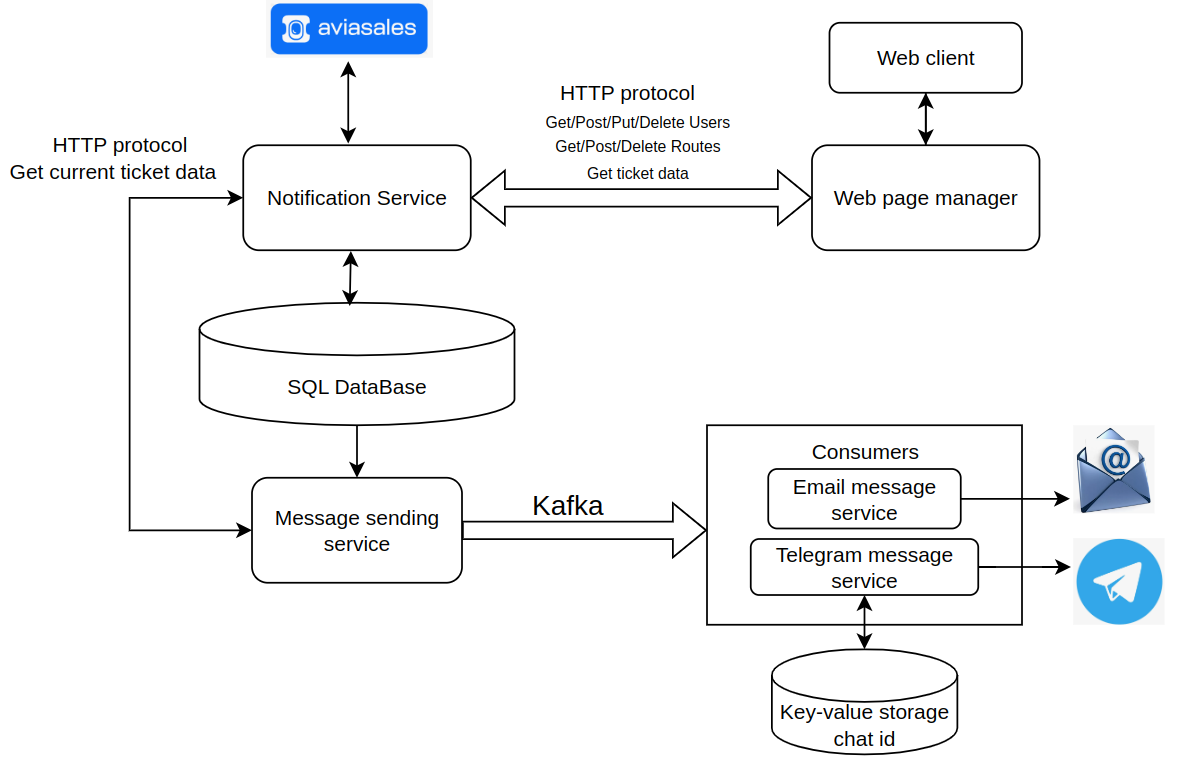 aviasales
Web client
HTTP protocol
Get/Post/Put/Delete Users
Get/Post/Delete Routes
Get ticket data
HTTP protocol
Get current ticket data
Notification Service
Web page manager
SQL DataBase
Message sending
service
Kafka
Consumers
Email message
service
@
Telegram message
service
Key-value storage
chat id